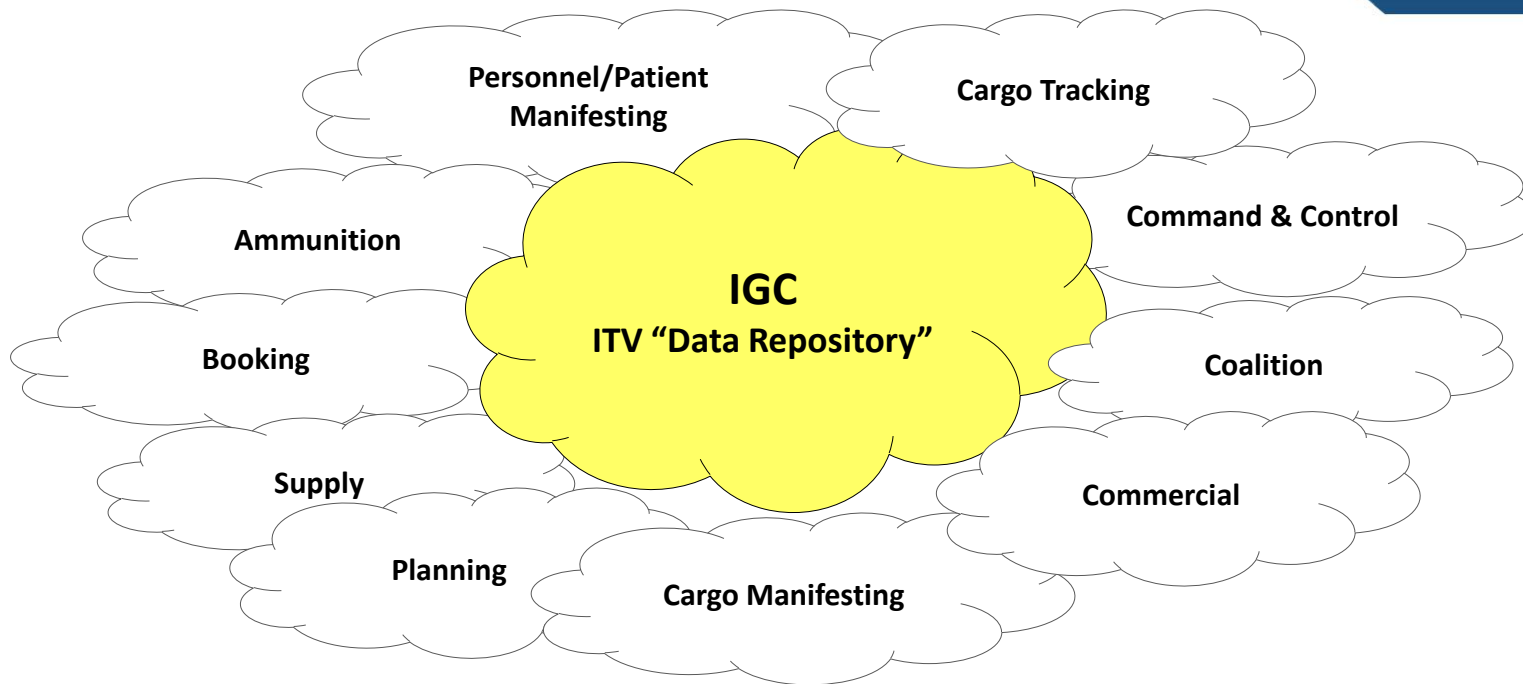 Personnel/Patient
Manifesting
Cargo Tracking
Ammunition
Command & Control
IGC
ITV “Data Repository”
Booking
Coalition
Supply
Commercial
Planning
Cargo Manifesting